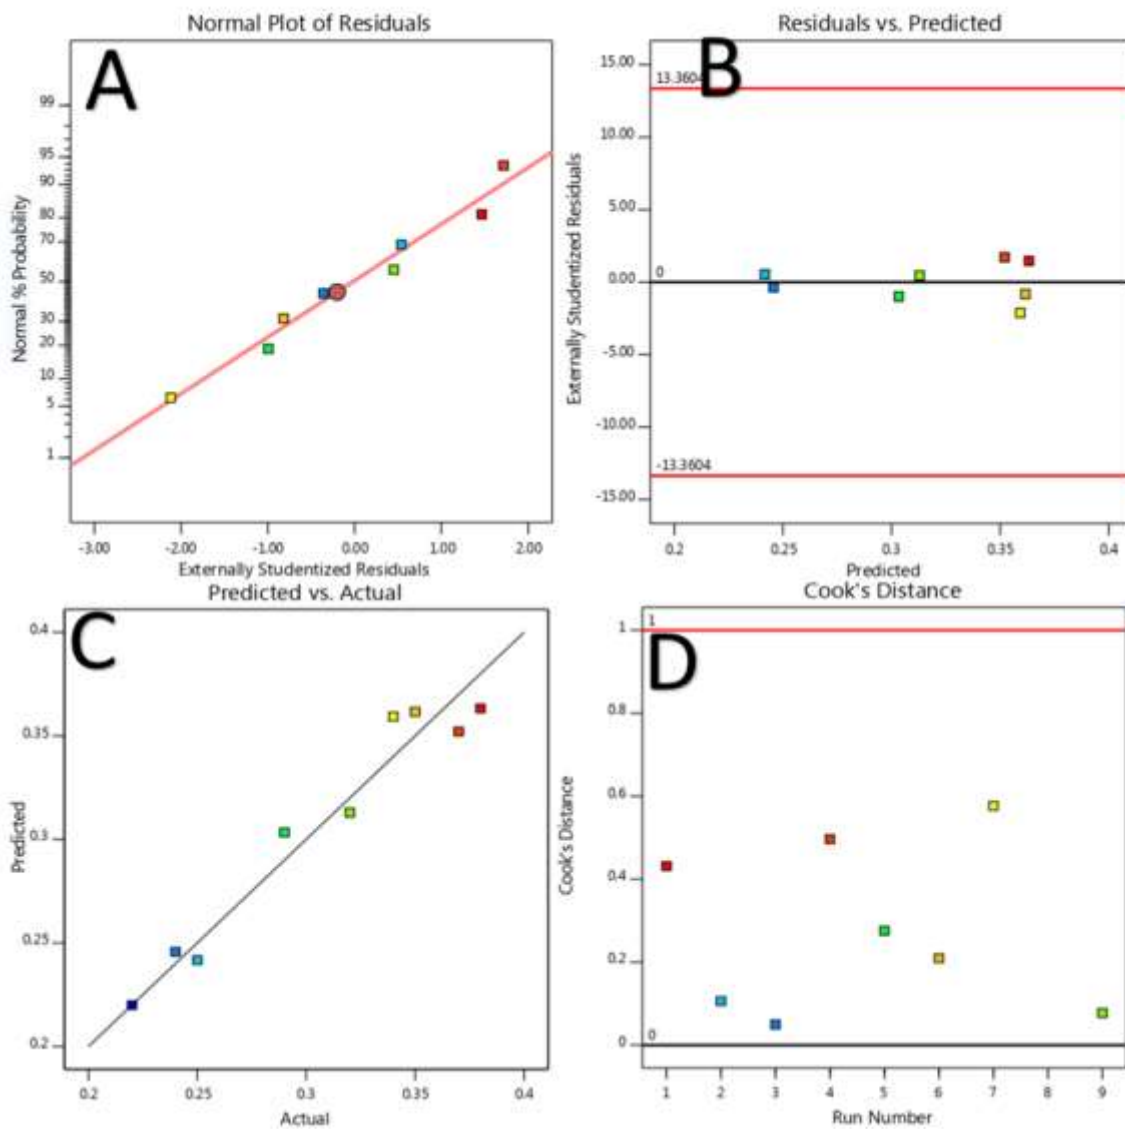 Normal Plot of Residuals
A
Normal % Probability
99
95
90
80
70
50
30
20
10
5
1
-3.00 -2.00 -1.00 0.00 1.00 2.00
Externally Studentized Residuals
Residuals vs. Predicted
B
Externally Studentized Residuals
15.00
10.00
5.00
0.00
-5.00
-10.00
-15.00
13.3604
0
-13.3604
0.2 0.25 0.3 0.35 0.4
Predicted
Predicted vs. Actual
C
Predicted
0.4
0.35
0.3
0.25
0.2
0.2 0.25 0.3 0.35 0.4
Actual
Cook's Distance
D
Cook's Distance
1
0.8
0.6
0.4
0.2
0
1
0
1 2 3 4 5 6 7 8 9
Run Number